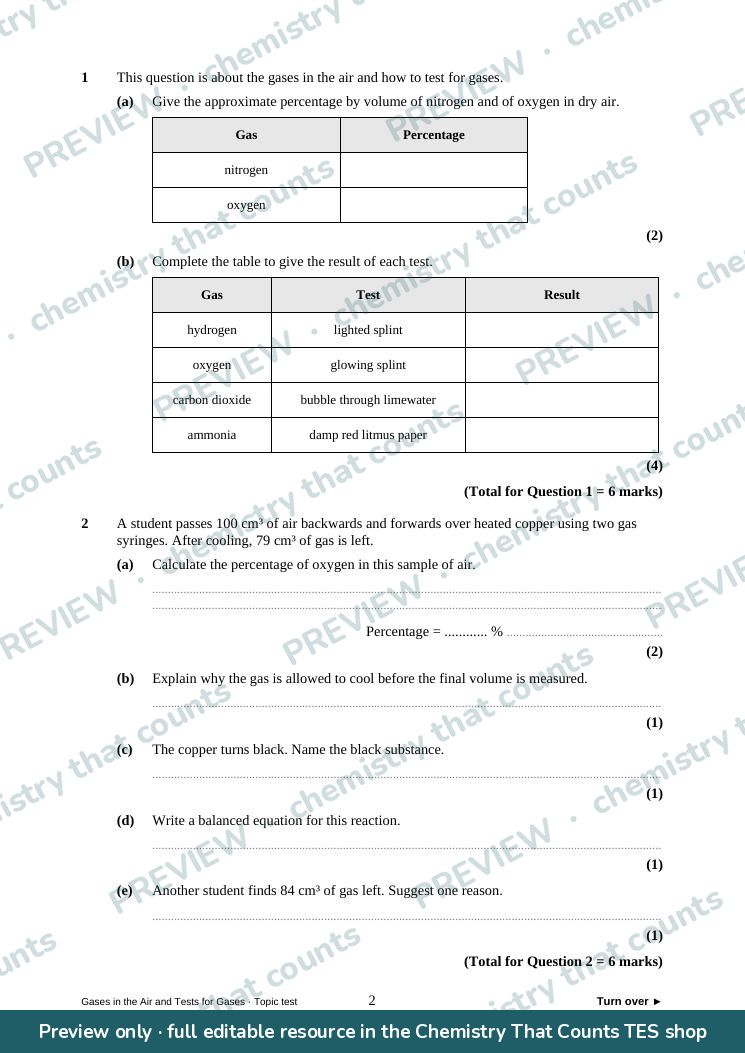 1 This question is about the gases in the air and how to test for gases.
(a) Give the approximate percentage by volume of nitrogen and of oxygen in dry air.
Gas Percentage
nitrogen
oxygen
(2)
(b) Complete the table to give the result of each test.
Gas Test Result
hydrogen lighted splint
oxygen glowing splint
carbon dioxide bubble through limewater
ammonia damp red litmus paper
(4)
(Total for Question 1 = 6 marks)
2 A student passes 100 cm³ of air backwards and forwards over heated copper using two gas
syringes. After cooling, 79 cm³ of gas is left.
(a) Calculate the percentage of oxygen in this sample of air.
Percentage = ............ %
(2)
(b) Explain why the gas is allowed to cool before the final volume is measured.
(1)
(c) The copper turns black. Name the black substance.
(1)
(d) Write a balanced equation for this reaction.
(1)
(e) Another student finds 84 cm³ of gas left. Suggest one reason.
(1)
(Total for Question 2 = 6 marks)
Gases in the Air and Tests for Gases · Topic test 2 Turn over ►
Preview only · full editable resource in the Chemistry That Counts TES shop
PREVIEW · chemistry that counts